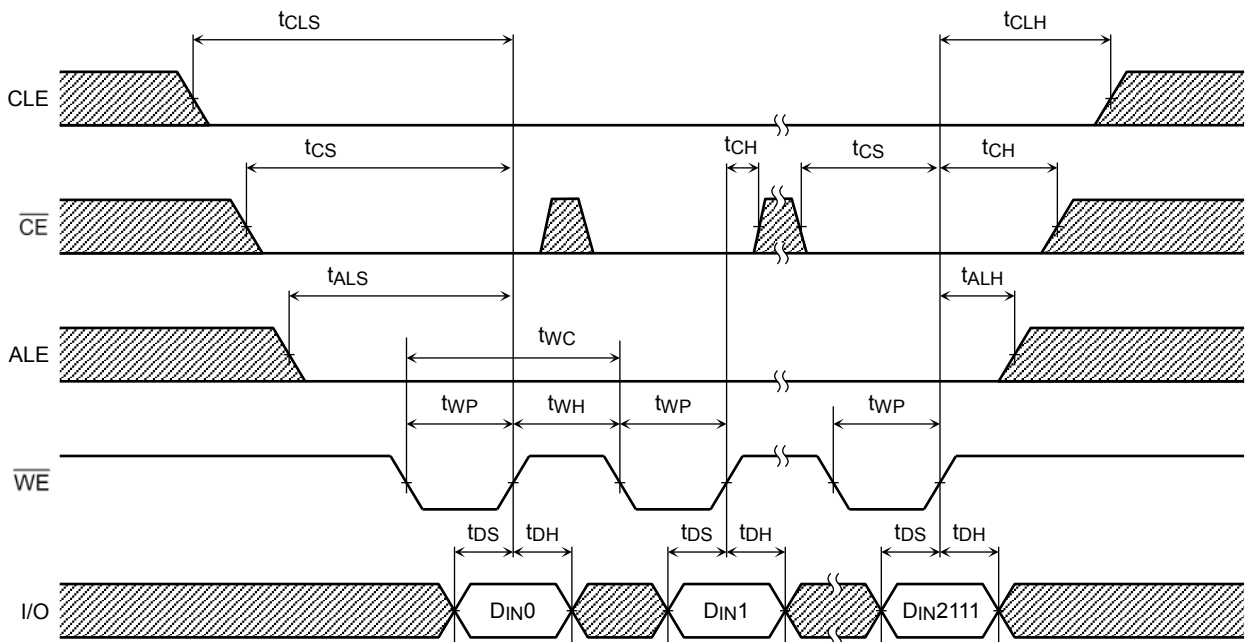 tCLS tCLH
CLE
tCS tCH tCS tCH
CE
tALS tALH
ALE
tWC
tWP tWH tWP tWP
WE
tDS tDH tDS tDH tDS tDH
I/O DIN0 DIN1 DIN2111